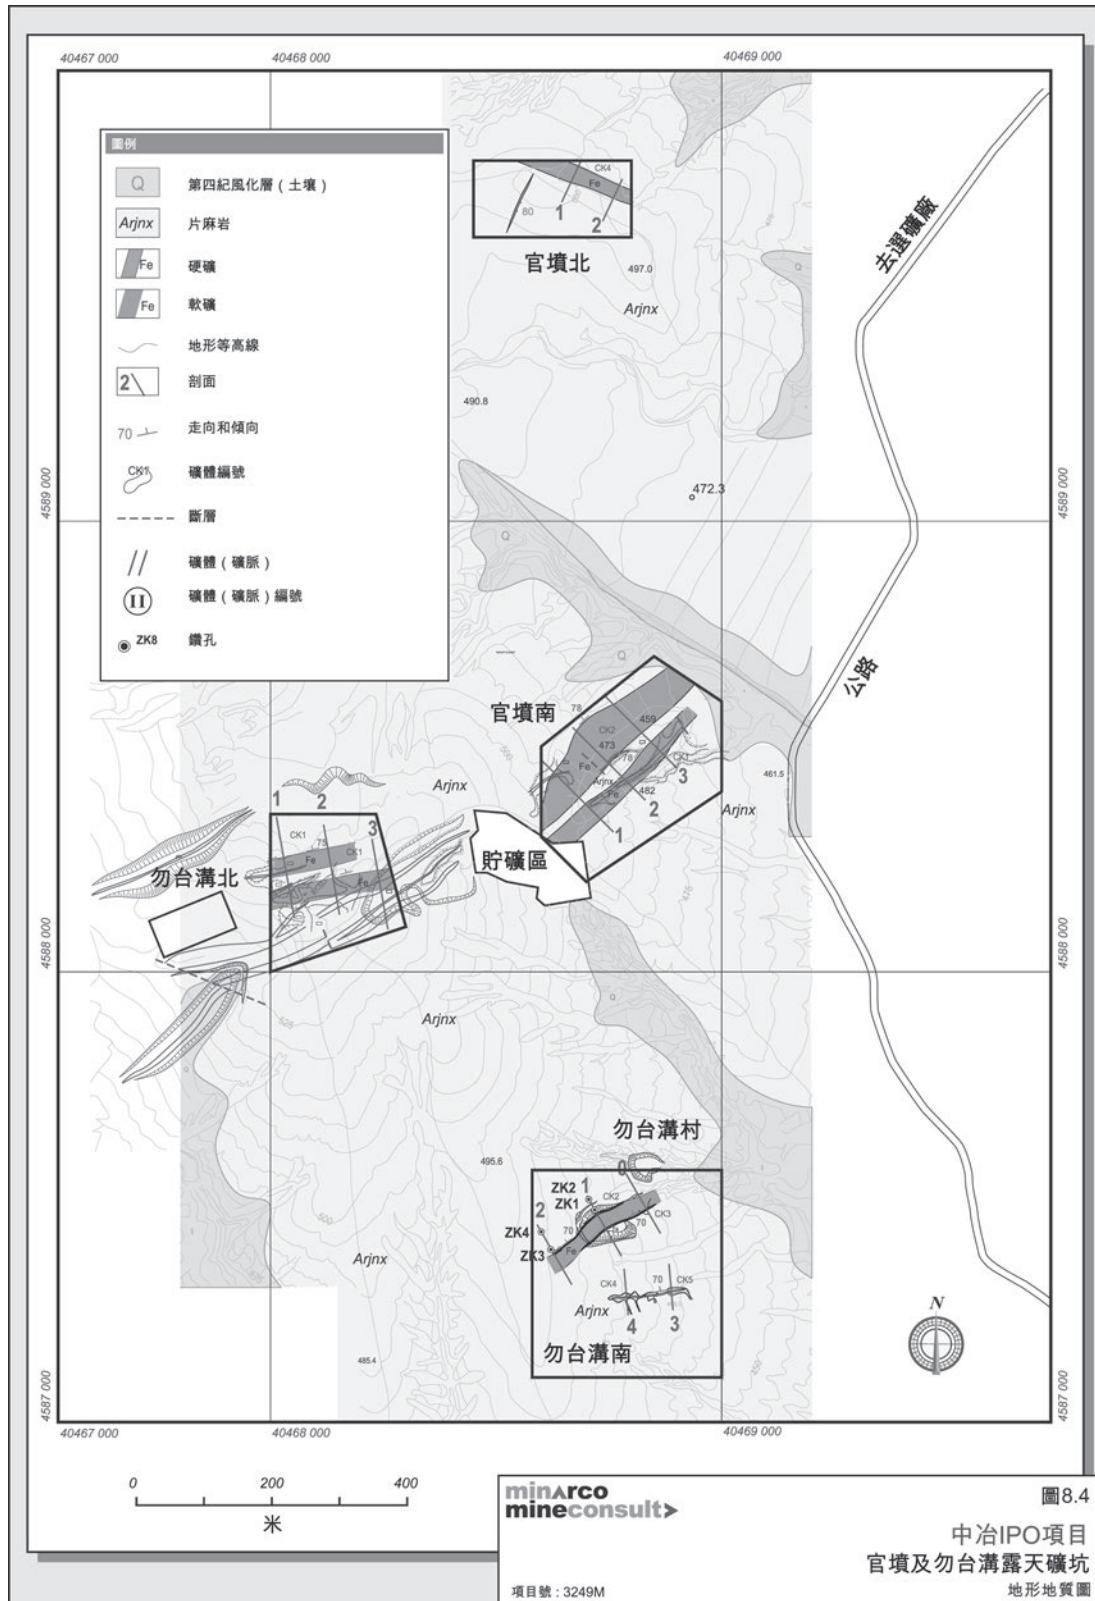 40467 000
40468 000
40469 000
圖例
Q
第四紀風化層（土壤）
Arjnx
片麻岩
Fe
硬礦
Fe
軟礦
地形等高線
2
剖面
70
走向和傾向
CK1
礦體編號
斷層
礦體（礦脈）
II
礦體（礦脈）編號
ZK8
鑽孔
CK4
Fe
80
1
2
官墳北
497.0
Arjnx
去選礦廠
490.8
4589 000
4589 000
472.3
Q
Q
公路
官墳南
78
CK2
459
473
Fe
78
CK1
Arjnx
482
Fe
3
2
1
461.5
Arjnx
500
Arjnx
1
2
3
CK1
75
CK1
Fe
Fe
勿台溝北
貯礦區
475
4588 000
4588 000
525
Arjnx
Q
勿台溝村
495.6
0
ZK2
1
CK2
ZK1
2
CK3
ZK4
70
70
ZK3
Fe
500
Arjnx
CK4
70
CK5
Arjnx
4
3
勿台溝南
485.4
450
N
4587 000
4587 000
40467 000
40468 000
40469 000
0
200
400
米
minarco
mineconsult
圖8.4
中冶IPO項目
官墳及勿台溝露天礦坑
項目號 : 3249M
地形地質圖